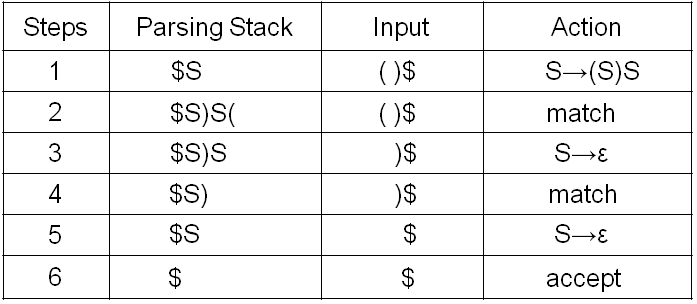 Steps Parsing Stack Input Action
1 $S ( )$ S→(S)S
2 $S)S( ( )$ match
3 $S)S )$ S→ε
4 $S) )$ match
5 $S $ S→ε
6 $ $ accept